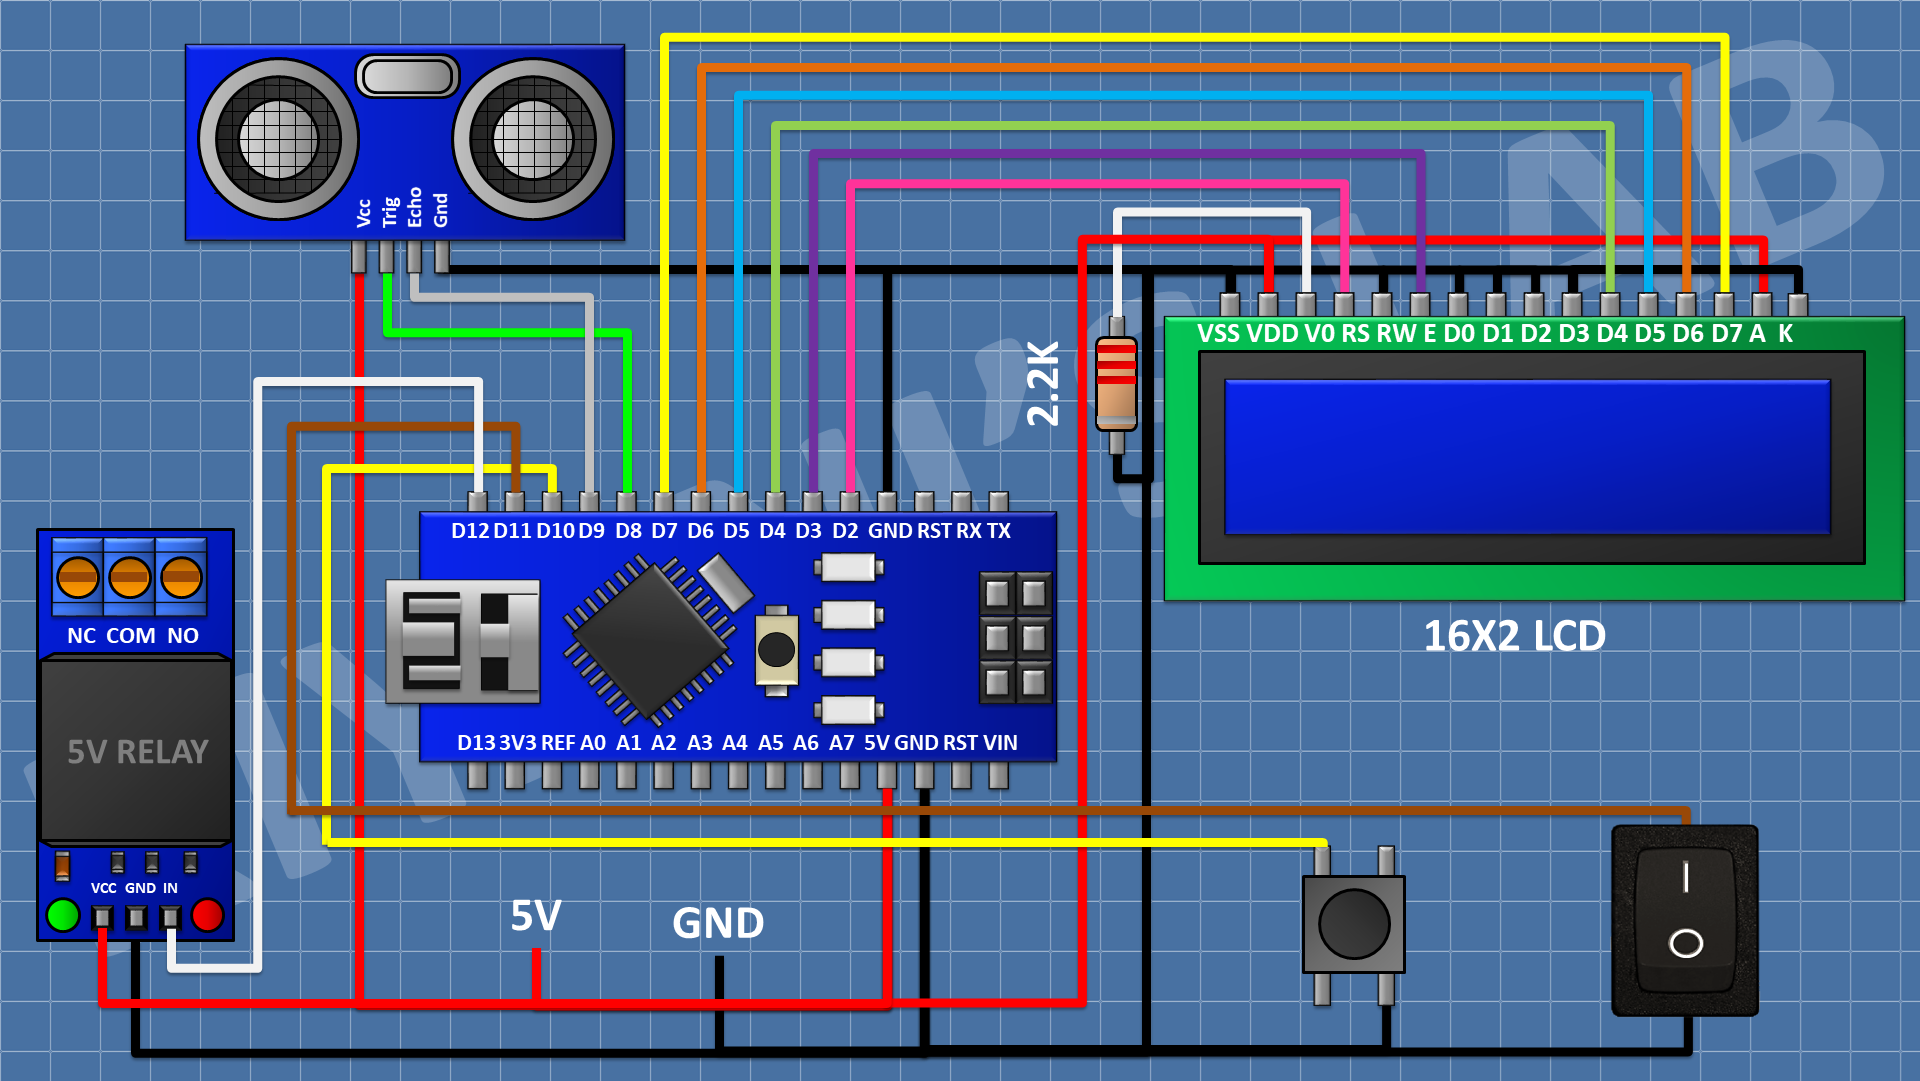 Vcc
Trig
Echo
Gnd
2.2K
VSS VDD V0 RS RW E D0 D1 D2 D3 D4 D5 D6 D7 A K
16X2 LCD
D12 D11 D10 D9 D8 D7 D6 D5 D4 D3 D2 GND RST RX TX
D13 3V3 REF A0 A1 A2 A3 A4 A5 A6 A7 5V GND RST VIN
NC COM NO
5V RELAY
VCC GND IN
5V
GND